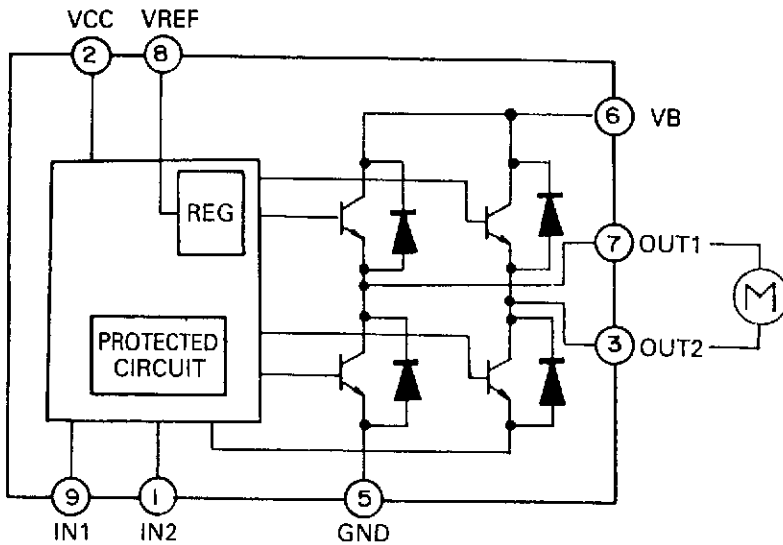 VCC VREF
2 8
6 VB
REG
7 OUT1
M
PROTECTED
CIRCUIT
3 OUT2
9 1 5
IN1 IN2 GND